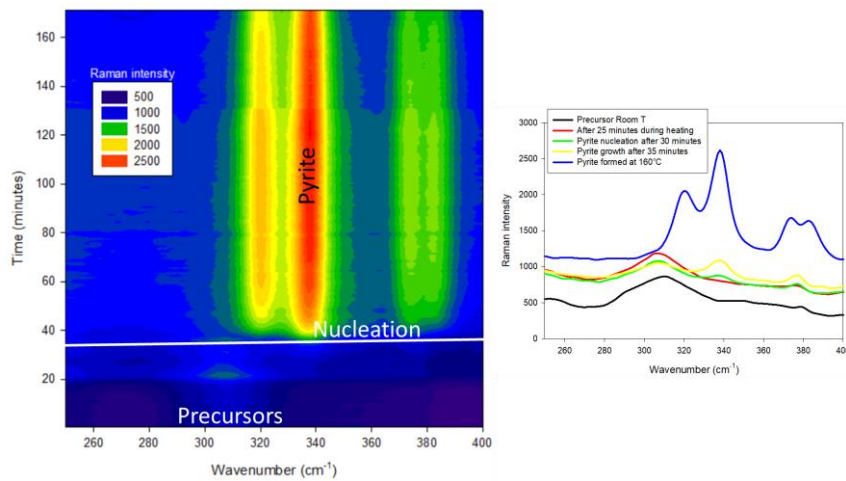 Raman intensity
500
1000
1500
2000
2500
Pyrite
Nucleation
Precursors
160
140
120
100
80
60
40
20
Time (minutes)
260 280 300 320 340 360 380 400
Wavenumber (cm-1)
Precursor Room T
After 25 minutes during heating
Pyrite nucleation after 30 minutes
Pyrite growth after 35 minutes
Pyrite formed at 160°C
3000
2500
2000
1500
1000
500
0
Raman intensity
260 280 300 320 340 360 380 40
Wavenumber (cm-1)